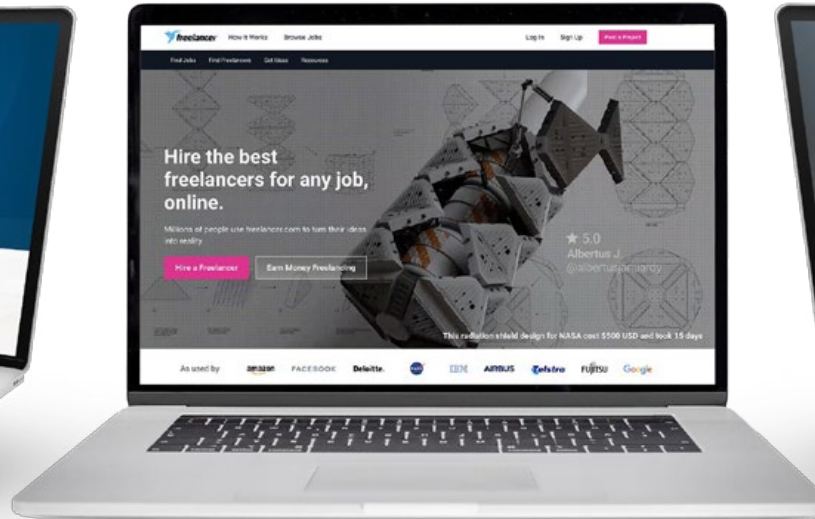 freelancer How It Works Browse Jobs Log In Sign Up Post a Project
Find Jobs Find Freelancers Get Ideas Resources
Hire the best
freelancers for any job,
online.
Millions of people use freelancer.com to turn their ideas
into reality.
Hire a Freelancer Earn Money Freelancing
★ 5.0
Albertus J.
This radiation shield design for NASA cost $500 USD and took 15 days
As used by amazon FACEBOOK Deloitte. NASA IBM AIRBUS Telstra FUJITSU Google